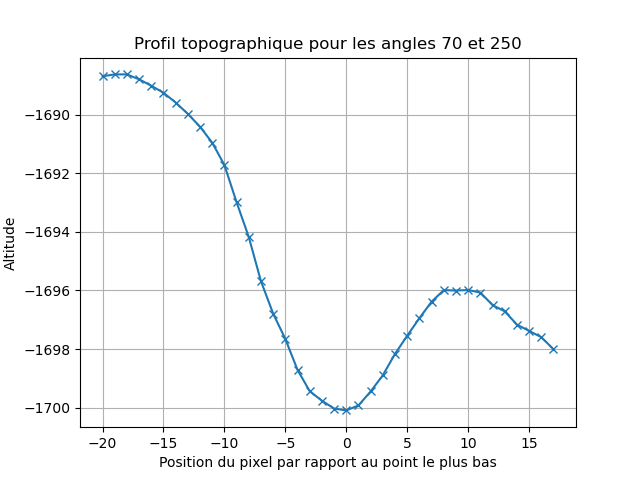 Profil topographique pour les angles 70 et 250
Altitude
−1690
−1692
−1694
−1696
−1698
−1700
−20 −15 −10 −5 0 5 10 15
Position du pixel par rapport au point le plus bas